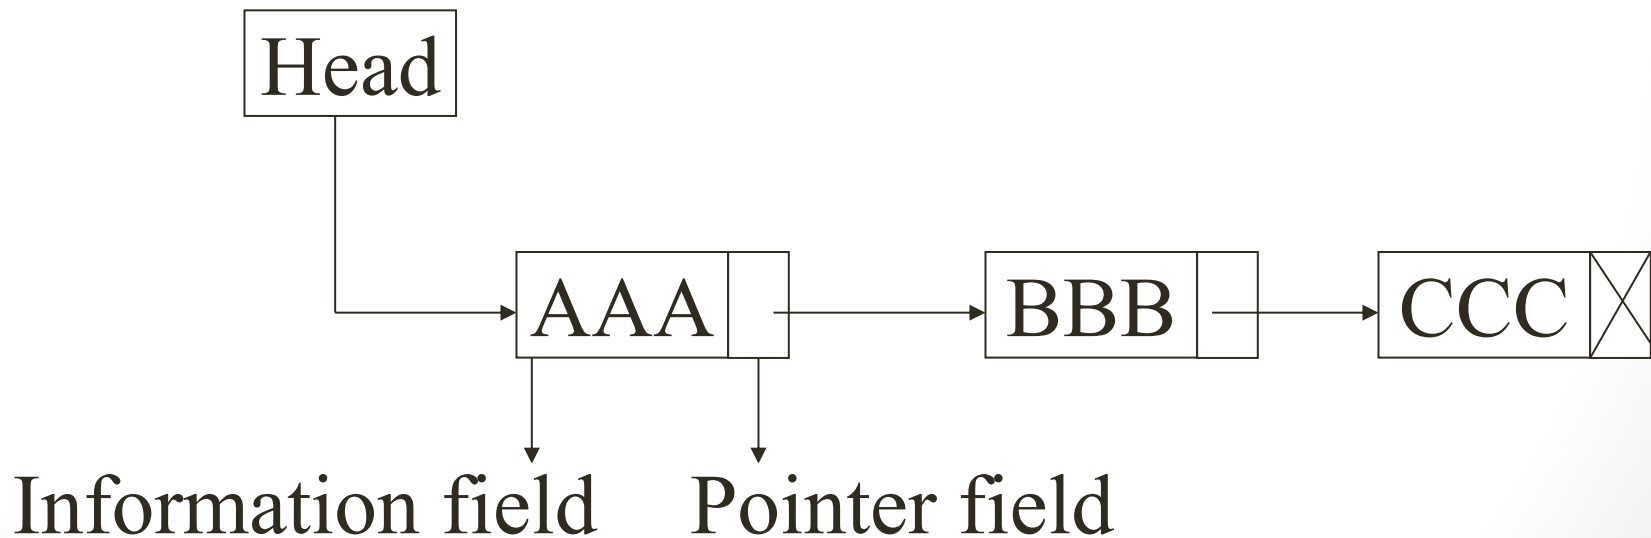 Head
AAA BBB CCC
Information field Pointer field